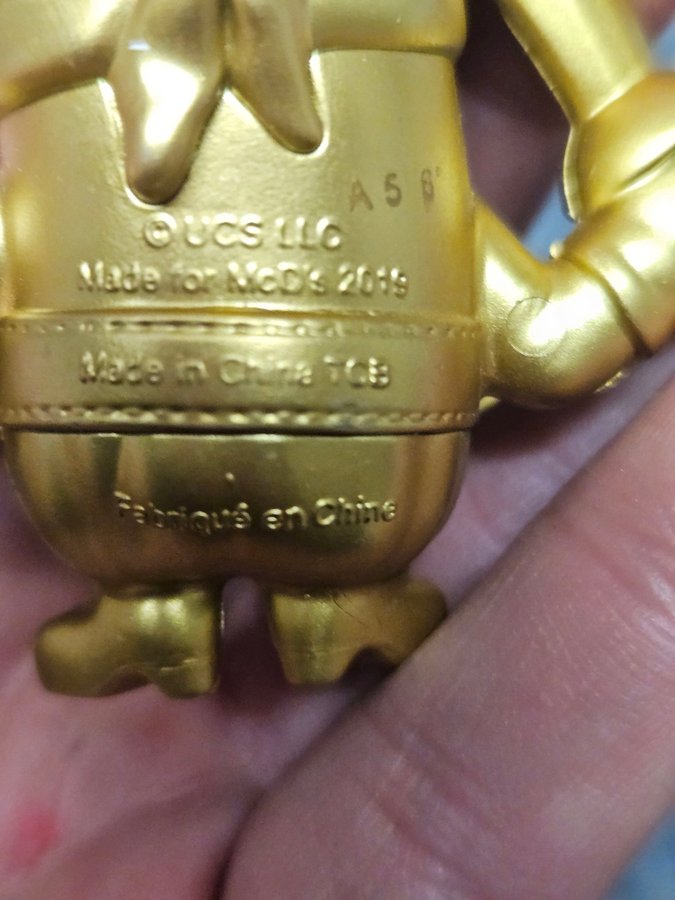 A 5 6
© UCS LLC
Made for McD's 2019
Made in China TCB
Fabriqué en Chine